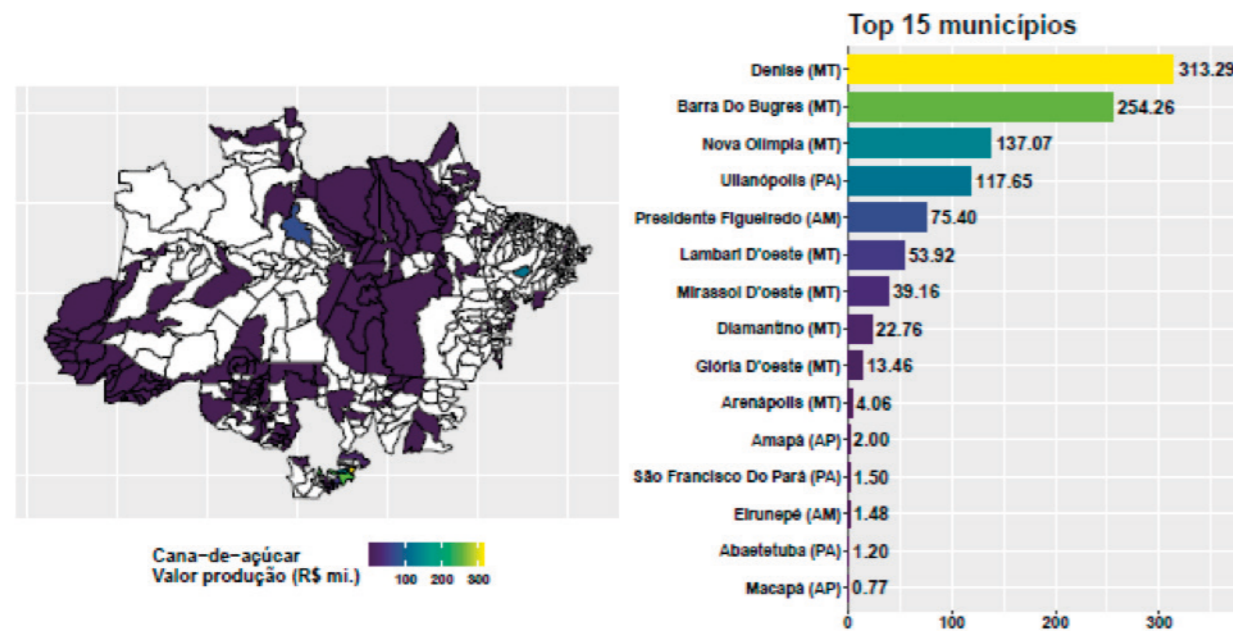 Top 15 municípios
Denise (MT) 313.29
Barra Do Bugres (MT) 254.26
Nova Olímpia (MT) 137.07
Ulianópolis (PA) 117.65
Presidente Figueiredo (AM) 75.40
Lambari D'oeste (MT) 53.92
Mirassol D'oeste (MT) 39.16
Diamantino (MT) 22.76
Glória D'oeste (MT) 13.46
Arenápolis (MT) 4.06
Amapá (AP) 2.00
São Francisco Do Pará (PA) 1.50
Eirunepé (AM) 1.48
Abaetetuba (PA) 1.20
Macapá (AP) 0.77
0 100 200 300
Cana-de-açúcar
Valor produção (R$ mi.)
100 200 300